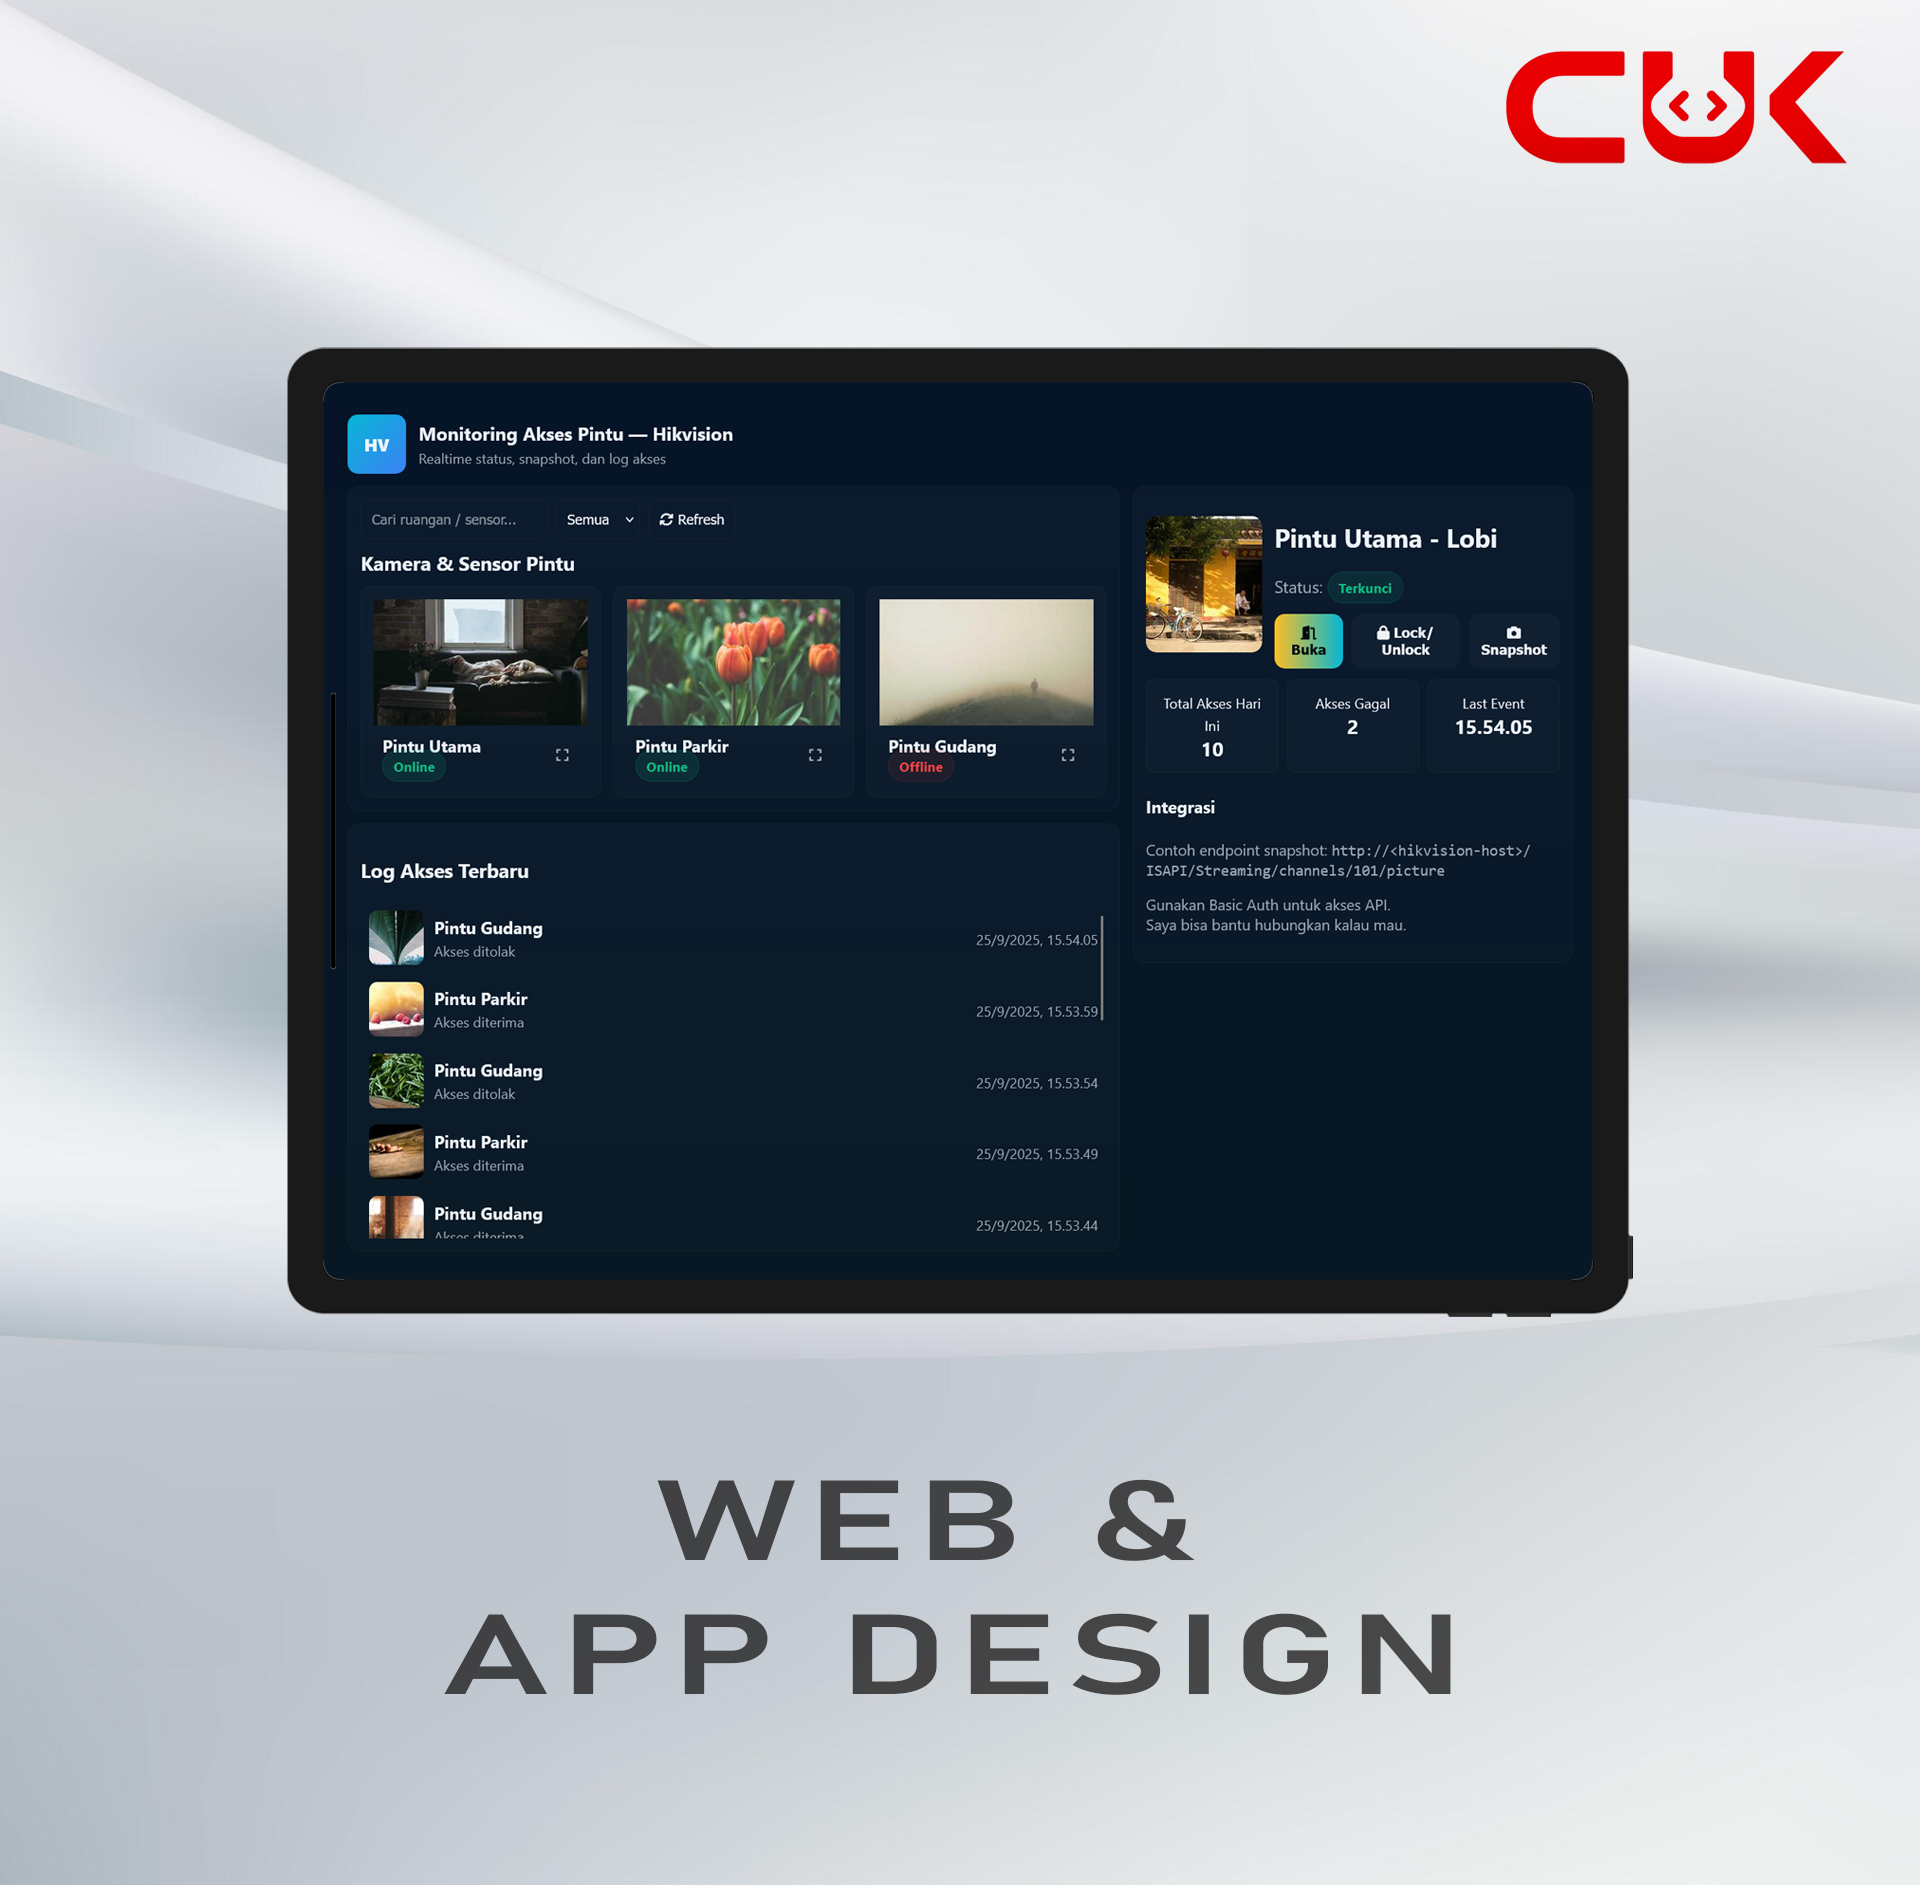 CUK
HV
Monitoring Akses Pintu — Hikvision
Realtime status, snapshot, dan log akses
Cari ruangan / sensor...
Semua
Refresh
Kamera & Sensor Pintu
Pintu Utama
Online
Pintu Parkir
Online
Pintu Gudang
Offline
Log Akses Terbaru
Pintu Gudang
Akses ditolak
25/9/2025, 15.54.05
Pintu Parkir
Akses diterima
25/9/2025, 15.53.59
Pintu Gudang
Akses ditolak
25/9/2025, 15.53.54
Pintu Parkir
Akses diterima
25/9/2025, 15.53.49
Pintu Gudang
Akses diterima
25/9/2025, 15.53.44
Pintu Utama - Lobi
Status: Terkunci
Buka
Lock/
Unlock
Snapshot
Total Akses Hari
Ini
10
Akses Gagal
2
Last Event
15.54.05
Integrasi
Contoh endpoint snapshot: http://<hikvision-host>/
ISAPI/Streaming/channels/101/picture
Gunakan Basic Auth untuk akses API.
Saya bisa bantu hubungkan kalau mau.
WEB &
APP DESIGN